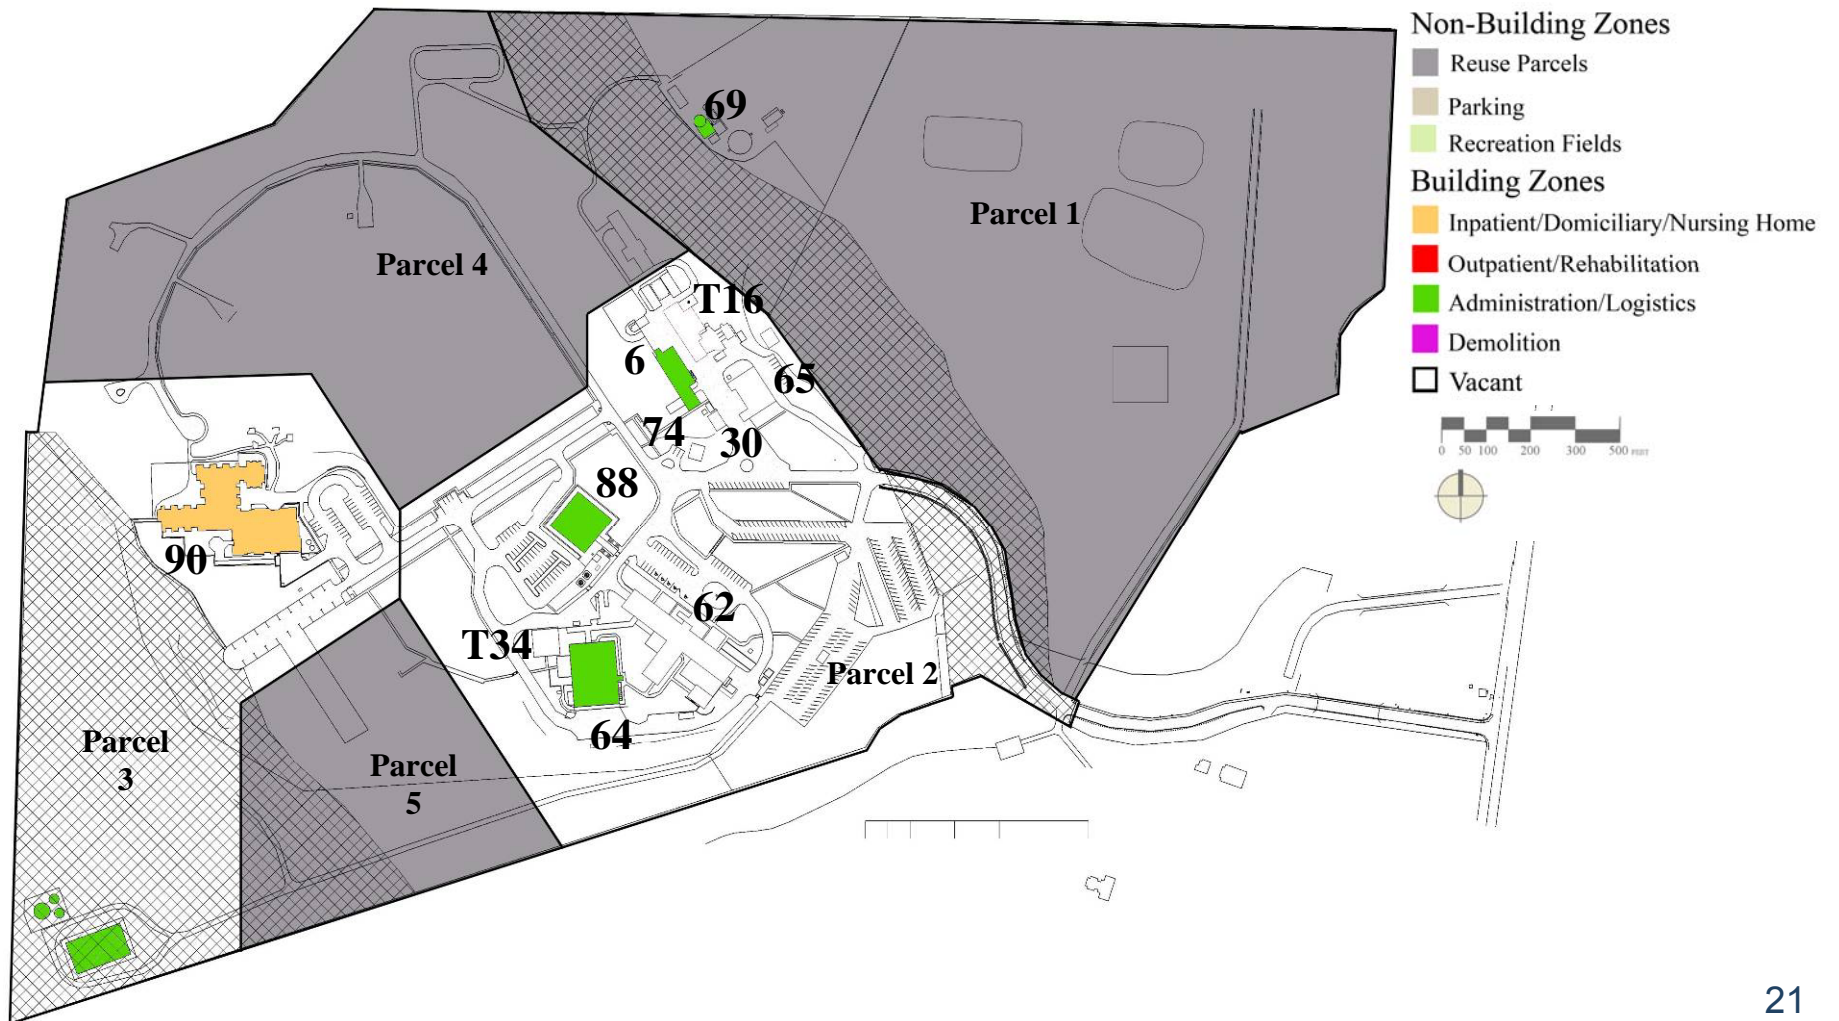 Non-Building Zones
Reuse Parcels
Parking
Recreation Fields
Building Zones
Inpatient/Domiciliary/Nursing Home
Outpatient/Rehabilitation
Administration/Logistics
Demolition
Vacant
0 50 100 200 300 500 FEET
69
Parcel 1
Parcel 4
T16
6
65
74
30
88
90
62
T34
Parcel 2
64
Parcel
3
Parcel
5
21